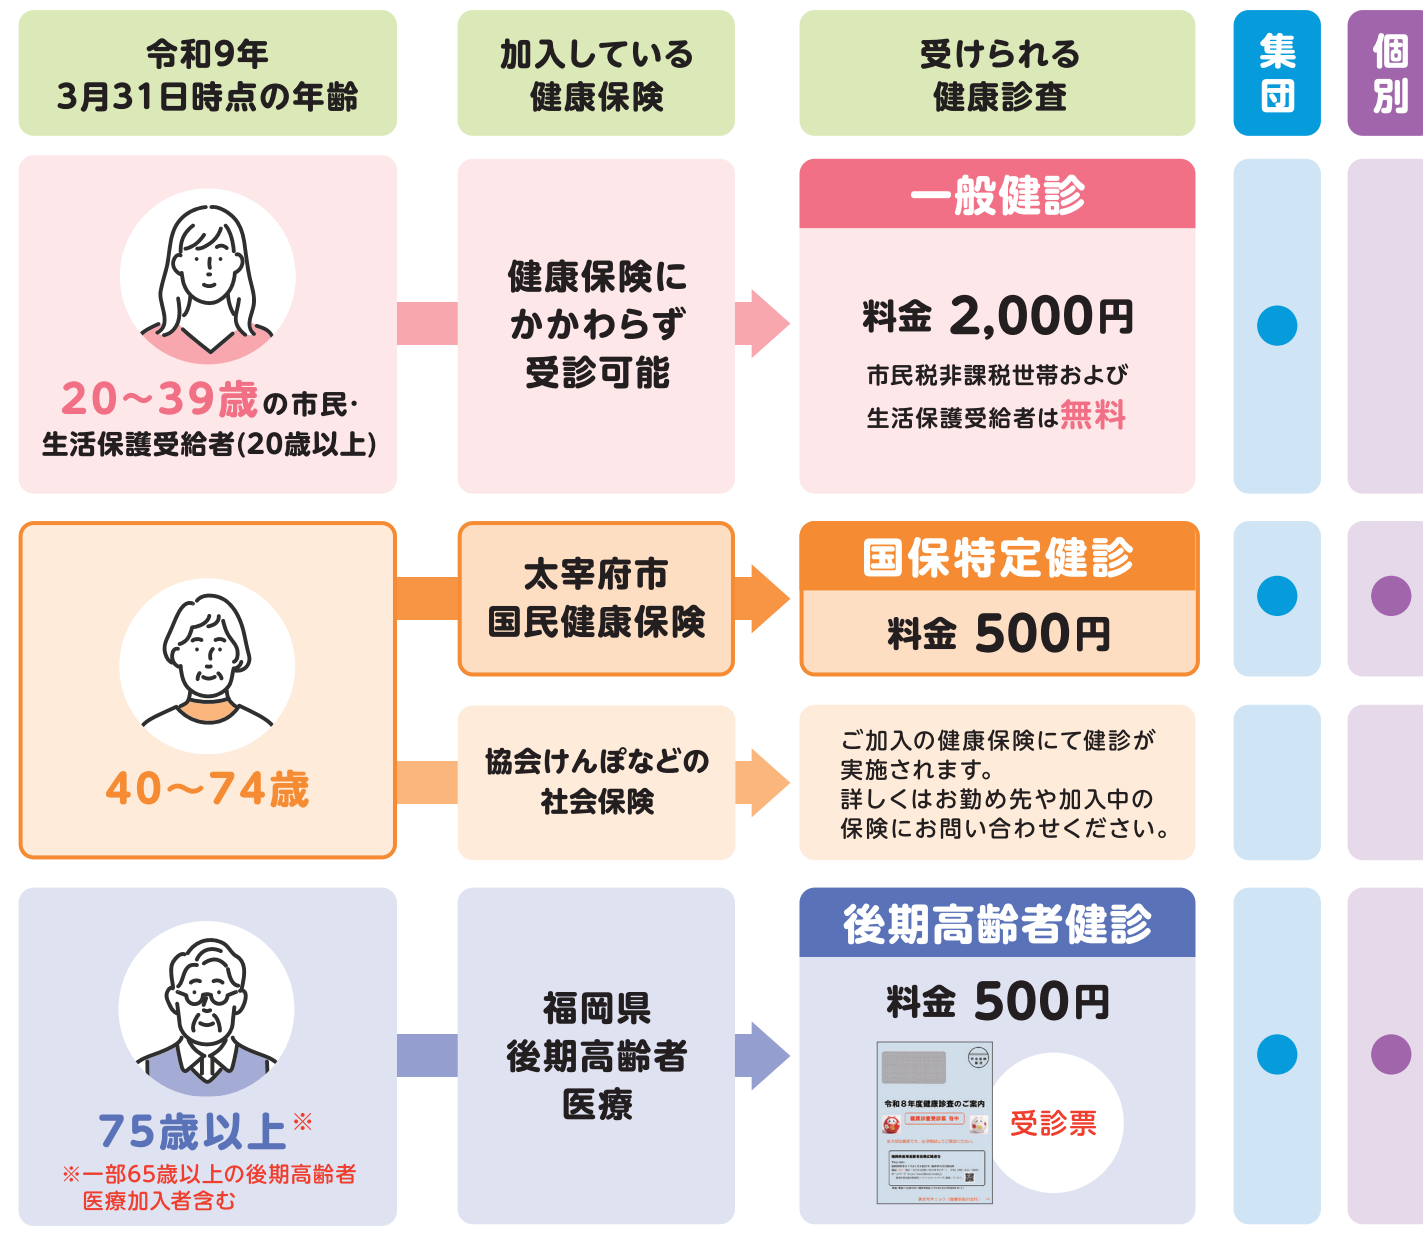 令和9年
3月31日時点の年齢
加入している
健康保険
受けられる
健康診査
集団
個別
20〜39歳の市民・
生活保護受給者(20歳以上)
健康保険に
かかわらず
受診可能
一般健診
料金 2,000円
市民税非課税世帯および
生活保護受給者は無料
40〜74歳
太宰府市
国民健康保険
国保特定健診
料金 500円
協会けんぽなどの
社会保険
ご加入の健康保険にて健診が
実施されます。
詳しくはお勤め先や加入中の
保険にお問い合わせください。
75歳以上※
※一部65歳以上の後期高齢者
医療加入者含む
福岡県
後期高齢者
医療
後期高齢者健診
料金 500円
令和8年度健康診査のご案内
健康診査受診票 在中
受診票